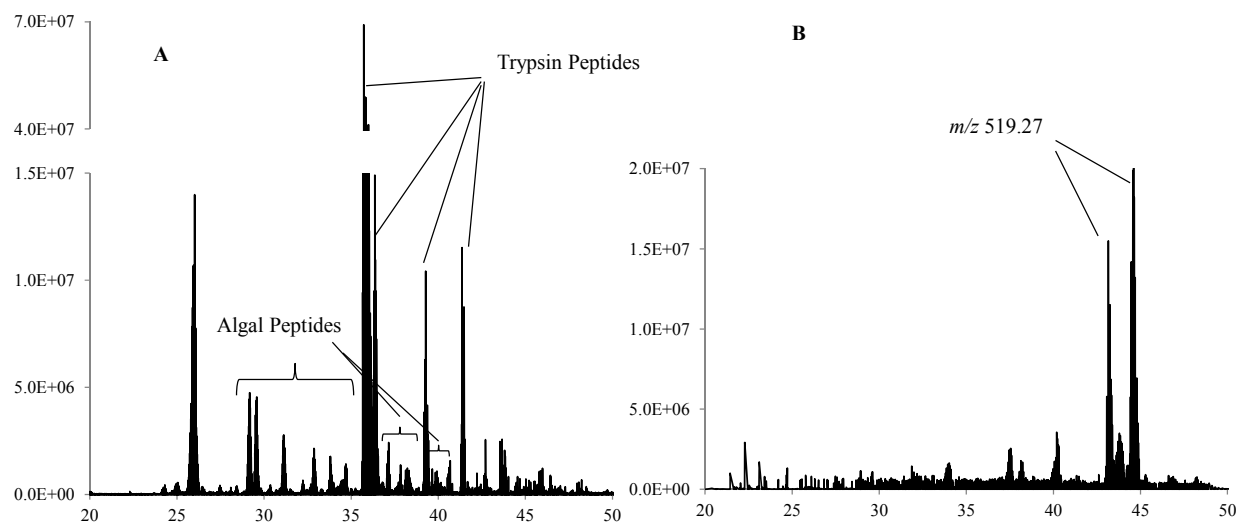 A
Trypsin Peptides
7.0E+07
4.0E+07
1.5E+07
1.0E+07
5.0E+06
0.0E+00
Algal Peptides
20 25 30 35 40 45 50
B
m/z 519.27
2.0E+07
1.5E+07
1.0E+07
5.0E+06
0.0E+00
20 25 30 35 40 45 50